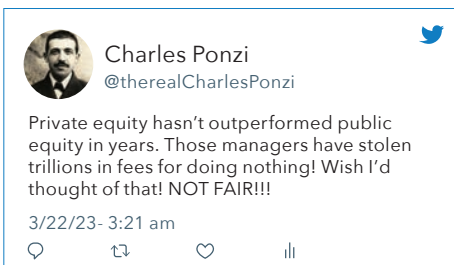 Charles Ponzi
@therealCharlesPonzi
Private equity hasn’t outperformed public
equity in years. Those managers have stolen
trillions in fees for doing nothing! Wish I’d
thought of that! NOT FAIR!!!
3/22/23- 3:21 am